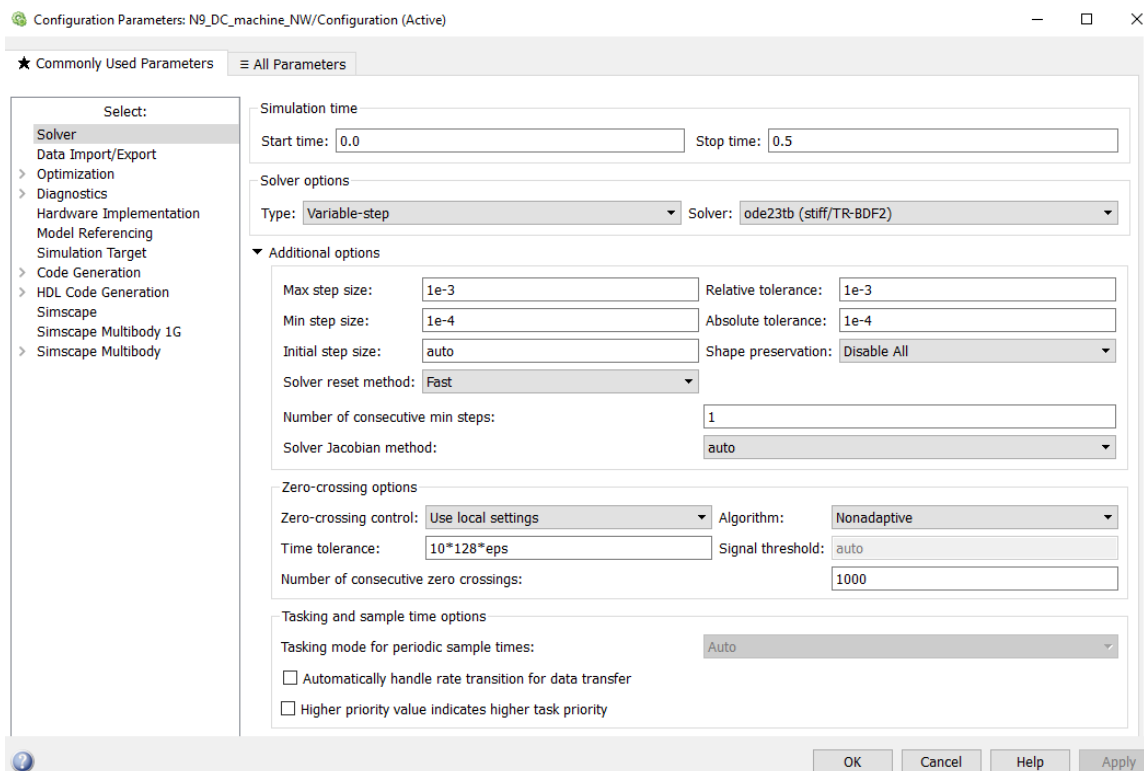 Configuration Parameters: N9_DC_machine_NW/Configuration (Active)
★ Commonly Used Parameters
≡ All Parameters
Select:
Solver
Data Import/Export
Optimization
Diagnostics
Hardware Implementation
Model Referencing
Simulation Target
Code Generation
HDL Code Generation
Simscape
Simscape Multibody 1G
Simscape Multibody
Simulation time
Start time: 0.0 Stop time: 0.5
Solver options
Type: Variable-step Solver: ode23tb (stiff/TR-BDF2)
Additional options
Max step size: 1e-3 Relative tolerance: 1e-3
Min step size: 1e-4 Absolute tolerance: 1e-4
Initial step size: auto Shape preservation: Disable All
Solver reset method: Fast
Number of consecutive min steps: 1
Solver Jacobian method: auto
Zero-crossing options
Zero-crossing control: Use local settings Algorithm: Nonadaptive
Time tolerance: 10*128*eps Signal threshold: auto
Number of consecutive zero crossings: 1000
Tasking and sample time options
Tasking mode for periodic sample times: Auto
Automatically handle rate transition for data transfer
Higher priority value indicates higher task priority
? OK Cancel Help Apply